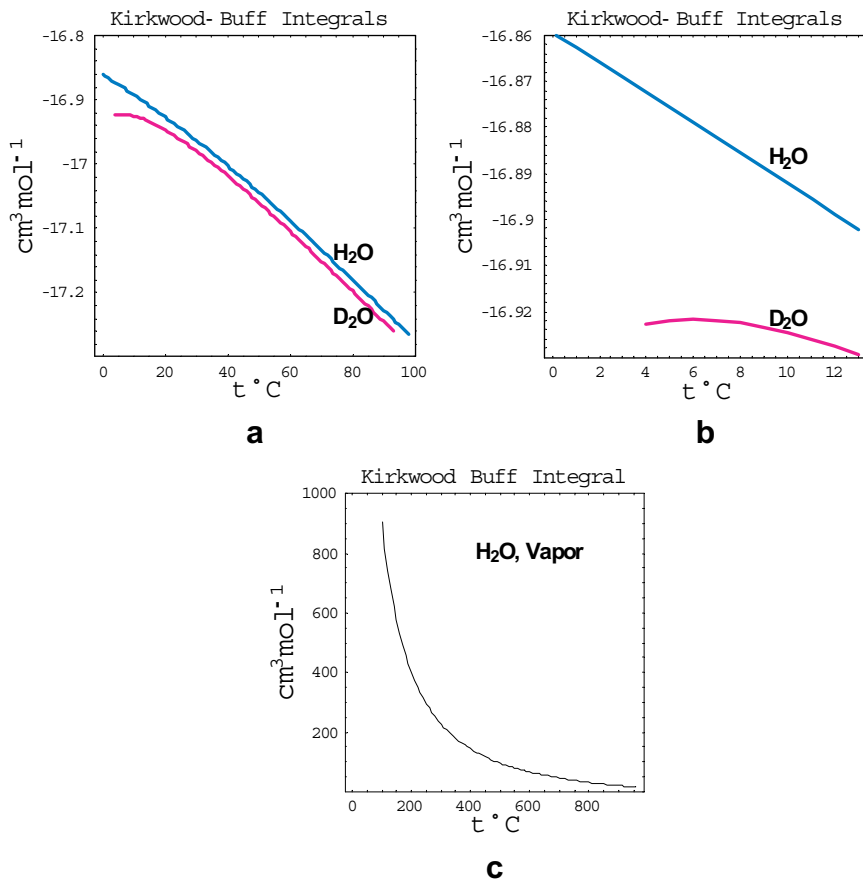 Kirkwood- Buff Integrals
-16.8
-16.9
-17
-17.1
-17.2
cm³mol⁻¹
H₂O
D₂O
0 20 40 60 80 100
t °C
a
Kirkwood- Buff Integrals
-16.86
-16.87
-16.88
-16.89
-16.9
-16.91
-16.92
cm³mol⁻¹
H₂O
D₂O
0 2 4 6 8 10 12
t °C
b
Kirkwood Buff Integral
1000
800
600
400
200
cm³mol⁻¹
H₂O, Vapor
0 200 400 600 800
t °C
c